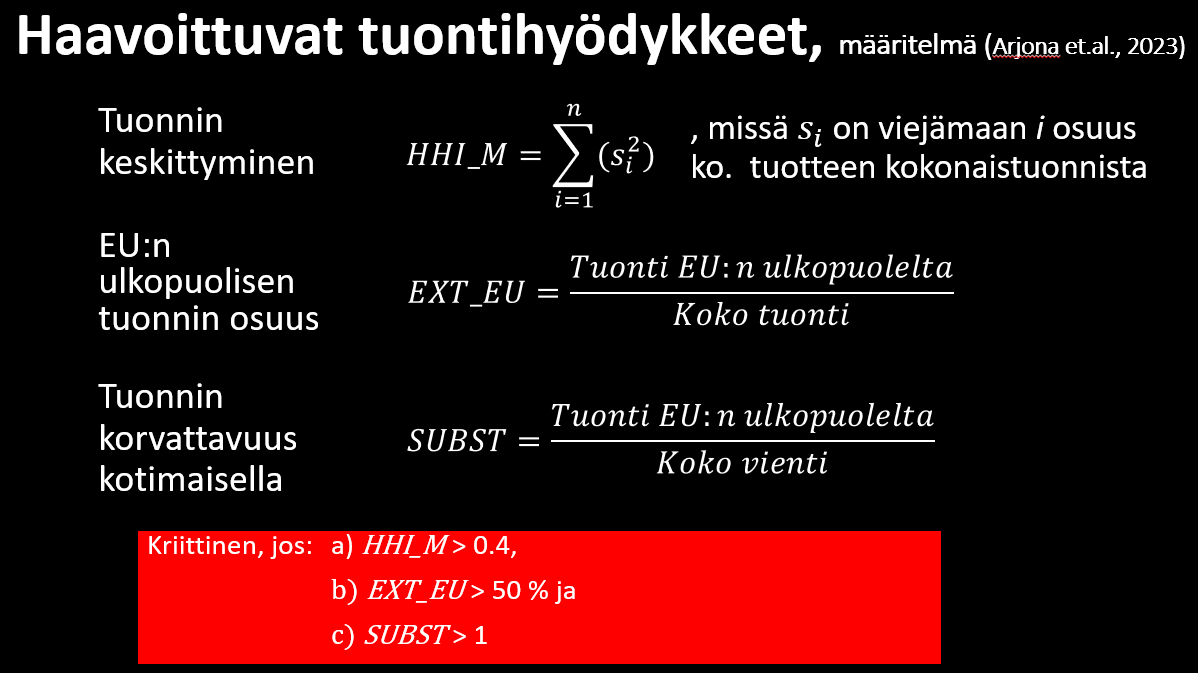 Haavoittuvat tuontihyödykkeet, määritelmä (Arjona et.al., 2023)
Tuonnin
keskittyminen
HHI_M = ∑_{i=1}^{n} (s_i^2)
, missä s_i on viejämaan i osuus
ko. tuotteen kokonaistuonnista
EU:n
ulkopuolisen
tuonnin osuus
EXT_EU = Tuonti EU:n ulkopuolelta / Koko tuonti
Tuonnin
korvattavuus
kotimaisella
SUBST = Tuonti EU:n ulkopuolelta / Koko vienti
Kriittinen, jos: a) HHI_M > 0.4,
b) EXT_EU > 50 % ja
c) SUBST > 1